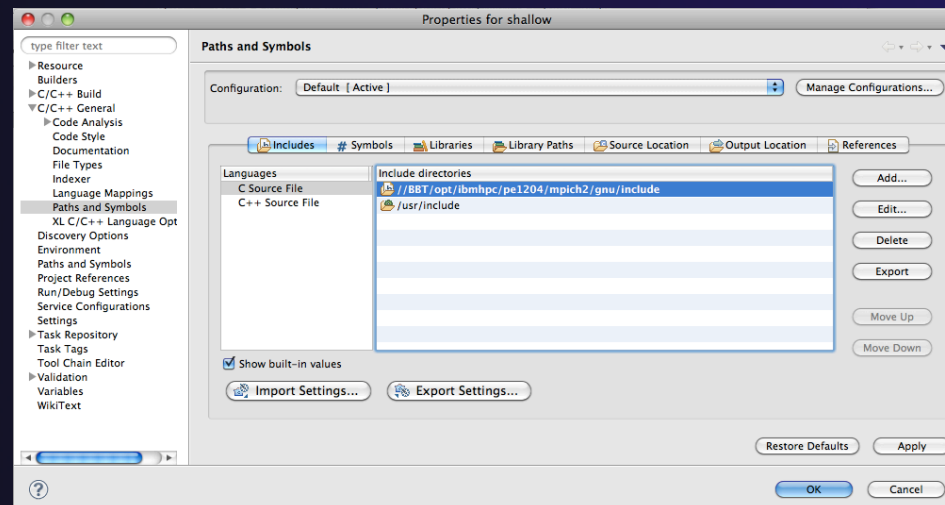 Properties for shallow
type filter text
Paths and Symbols
Resource
Builders
C/C++ Build
C/C++ General
Code Analysis
Code Style
Documentation
File Types
Indexer
Language Mappings
Paths and Symbols
XL C/C++ Language Opt
Discovery Options
Environment
Paths and Symbols
Project References
Run/Debug Settings
Service Configurations
Settings
Task Repository
Task Tags
Tool Chain Editor
Validation
Variables
WikiText
Configuration: Default [ Active ] Manage Configurations...
Includes # Symbols Libraries Library Paths Source Location Output Location References
Languages Include directories
C Source File //BBT/opt/ibmhpc/pe1204/mpich2/gnu/include
C++ Source File /usr/include
Add...
Edit...
Delete
Export
Move Up
Move Down
Show built-in values
Import Settings... Export Settings...
Restore Defaults Apply
? OK Cancel